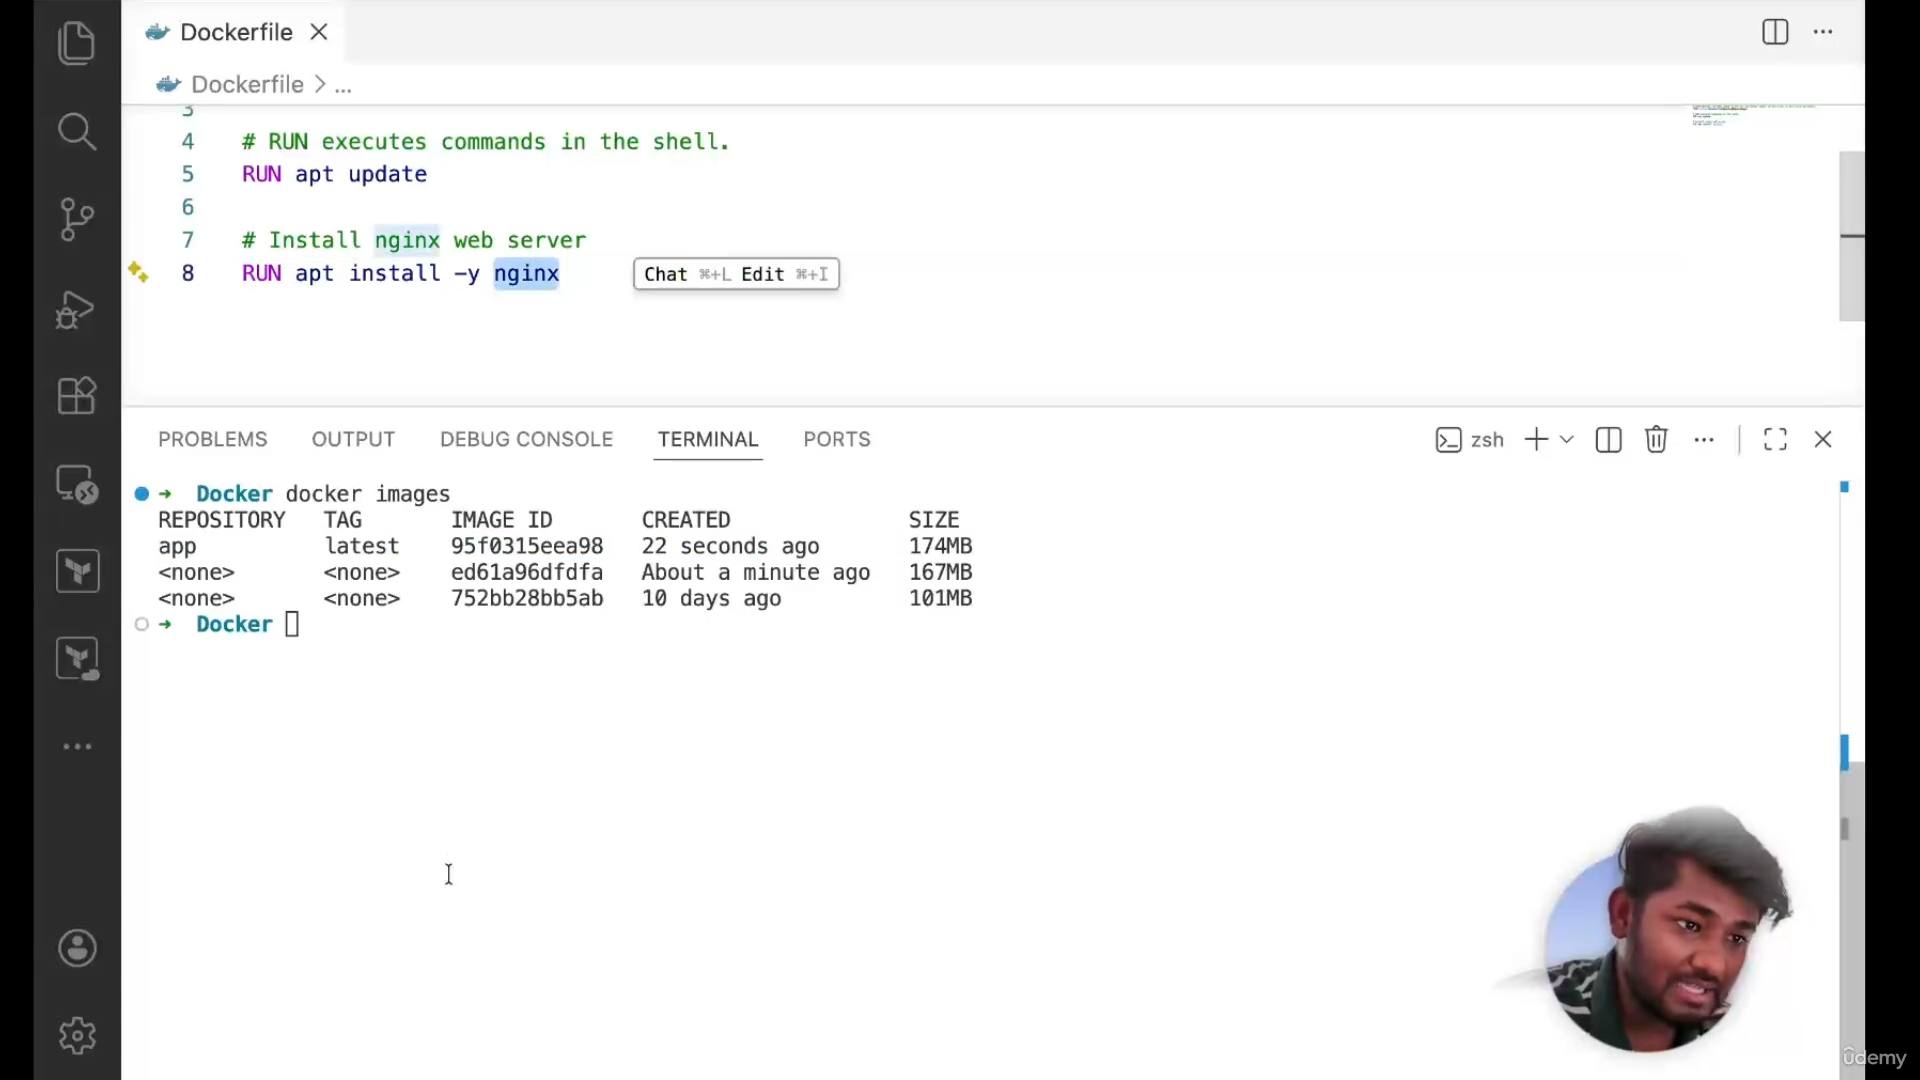 Dockerfile
Dockerfile > ...
3
4 # RUN executes commands in the shell.
5 RUN apt update
6
7 # Install nginx web server
8 RUN apt install -y nginx
Chat ⌘+L Edit ⌘+I
PROBLEMS OUTPUT DEBUG CONSOLE TERMINAL PORTS
zsh
➜ Docker docker images
REPOSITORY TAG IMAGE ID CREATED SIZE
app latest 95f0315eea98 22 seconds ago 174MB
<none> <none> ed61a96dfdfa About a minute ago 167MB
<none> <none> 752bb28bb5ab 10 days ago 101MB
➜ Docker
ûdemy